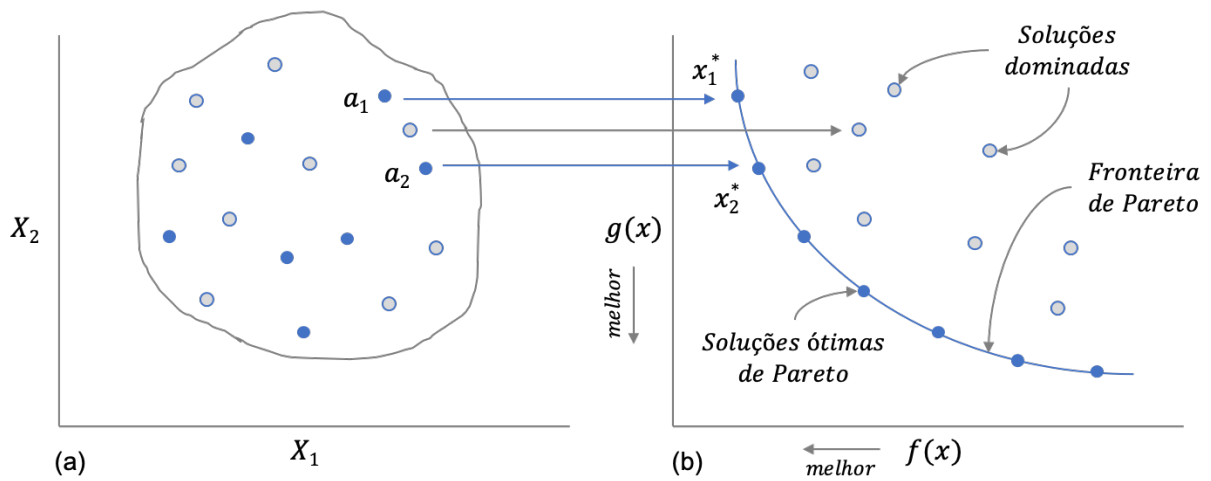 X₂
X₁
(a)
a₁
a₂
x₁*
x₂*
g(x)
melhor
Soluções
dominadas
Fronteira
de Pareto
Soluções ótimas
de Pareto
(b)
melhor
f(x)